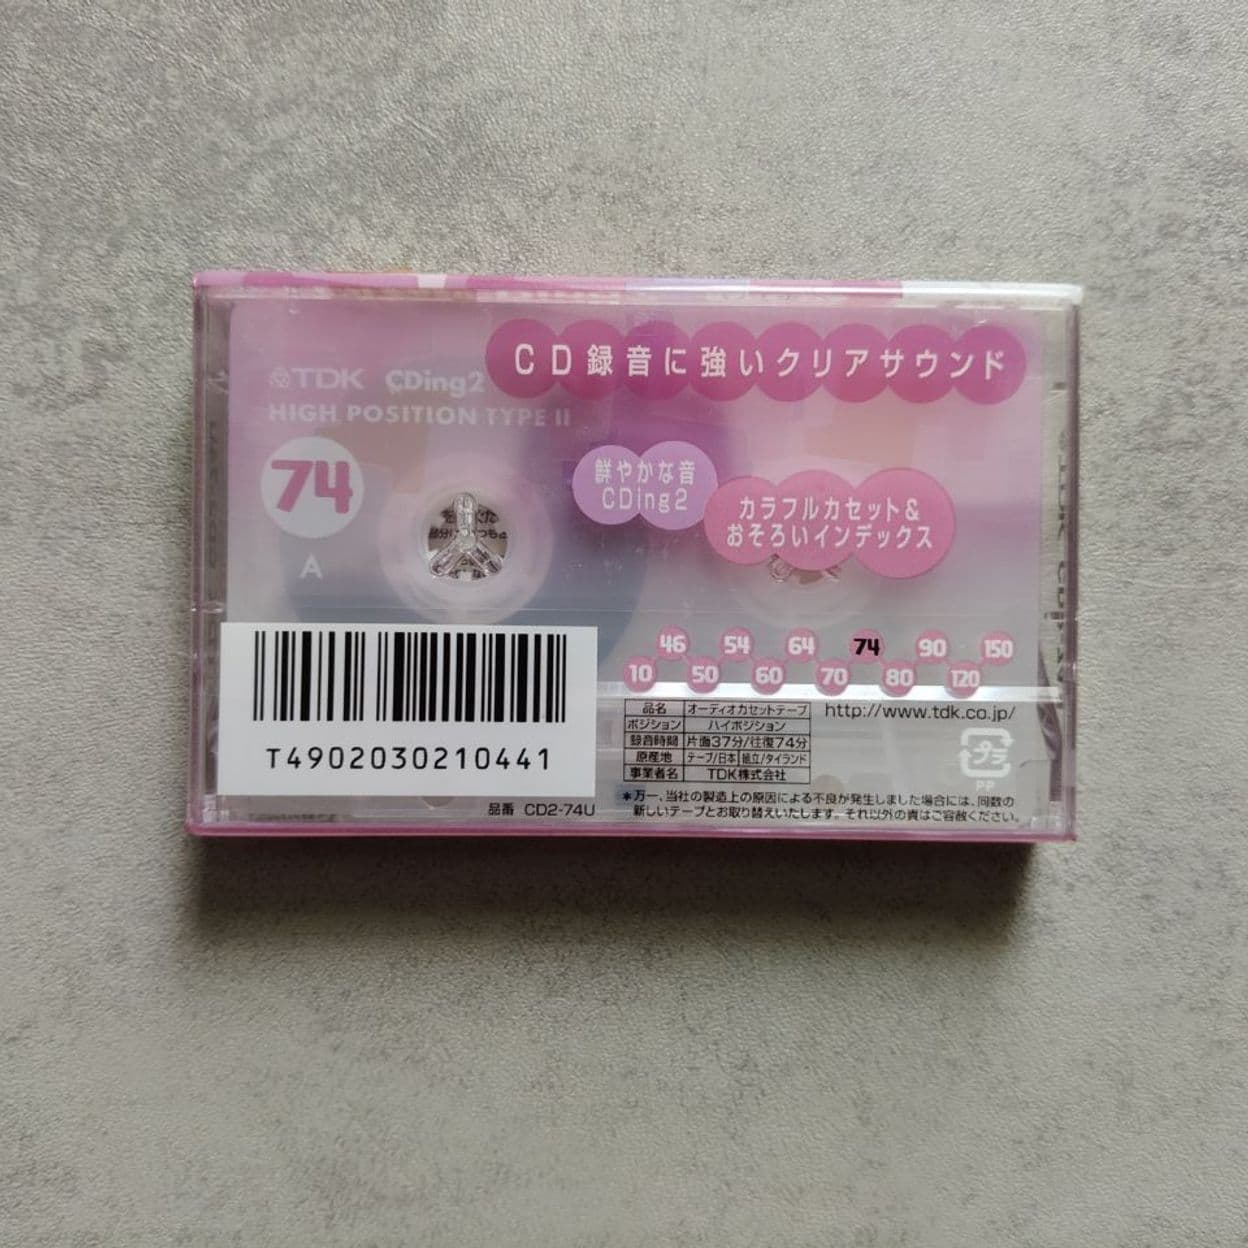 CD録音に強いクリアサウンド
TDK CDing2
HIGH POSITION TYPE II
74
A
鮮やかな音
CDing2
カラフルカセット&
おそろいインデックス
46 54 64 74 90 150
10 50 60 70 80 120
http://www.tdk.co.jp/
品名 オーディオカセットテープ
ポジション ハイポジション
録音時間 片面37分/往復74分
原産地 テープ/日本 組立/タイランド
事業者名 TDK株式会社
プラ
PP
T4902030210441
品番 CD2-74U
*万一、当社の製造上の原因による不良が発生しました場合には、同数の
新しいテープとお取り替えいたします。それ以外の責はご容赦ください。